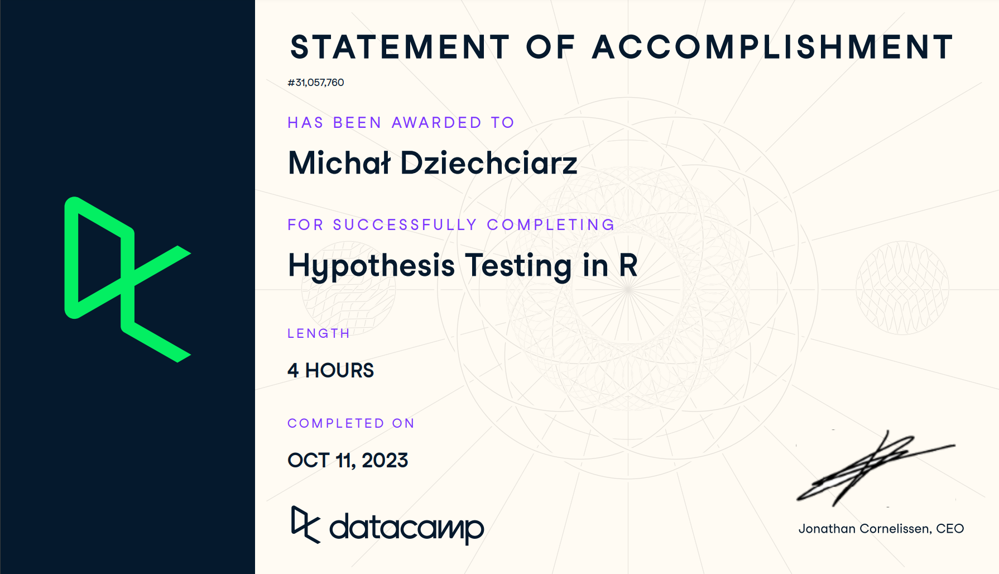 STATEMENT OF ACCOMPLISHMENT
#31,057,760
HAS BEEN AWARDED TO
Michał Dziechciarz
FOR SUCCESSFULLY COMPLETING
Hypothesis Testing in R
LENGTH
4 HOURS
COMPLETED ON
OCT 11, 2023
datacamp
Jonathan Cornelissen, CEO